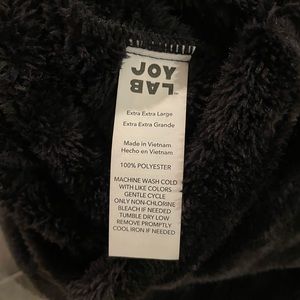 JOY
LAB
Extra Extra Large
Extra Extra Grande
Made in Vietnam
Hecho en Vietnam
100% POLYESTER
MACHINE WASH COLD
WITH LIKE COLORS
GENTLE CYCLE
ONLY NON-CHLORINE
BLEACH IF NEEDED
TUMBLE DRY LOW
REMOVE PROMPTLY
COOL IRON IF NEEDED